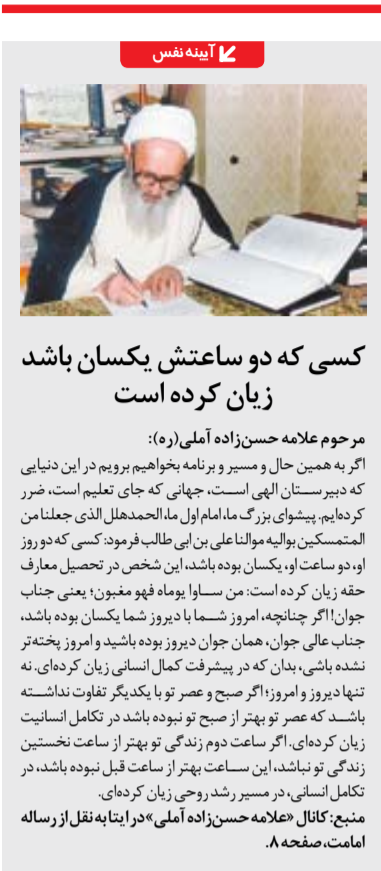 آیینه نفس
کسی که دو ساعتش یکسان باشد
زیان کرده است
مرحوم علامه حسن‌زاده آملی(ره):
اگر به همین حال و مسیر و برنامه بخواهیم برویم در این دنیایی
که دبیرستان الهی است، جهانی که جای تعلیم است، ضرر
کرده‌ایم. پیشوای بزرگ ما، امام اول ما، الحمدهلل الذی جعلنا من
المتمسکین بوالیه موالنا علی بن ابی طالب فرمود: کسی که دو روز
او، دو ساعت او، یکسان بوده باشد، این شخص در تحصیل معارف
حقه زیان کرده است: من ساوا یوماه فهو مغبون؛ یعنی جناب
جوان! اگر چنانچه، امروز شما با دیروز شما یکسان بوده باشد،
جناب عالی جوان، همان جوان دیروز بوده باشید و امروز پخته‌تر
نشده باشی، بدان که در پیشرفت کمال انسانی زیان کرده‌ای. نه
تنها دیروز و امروز؛ اگر صبح و عصر تو با یکدیگر تفاوت نداشته
باشد که عصر تو بهتر از صبح تو نبوده باشد در تکامل انسانیت
زیان کرده‌ای. اگر ساعت دوم زندگی تو بهتر از ساعت نخستین
زندگی تو نباشد، این ساعت بهتر از ساعت قبل نبوده باشد، در
تکامل انسانی، در مسیر رشد روحی زیان کرده‌ای.
منبع: کانال «علامه حسن‌زاده آملی» در ایتا به نقل از رساله
امامت، صفحه ۸.